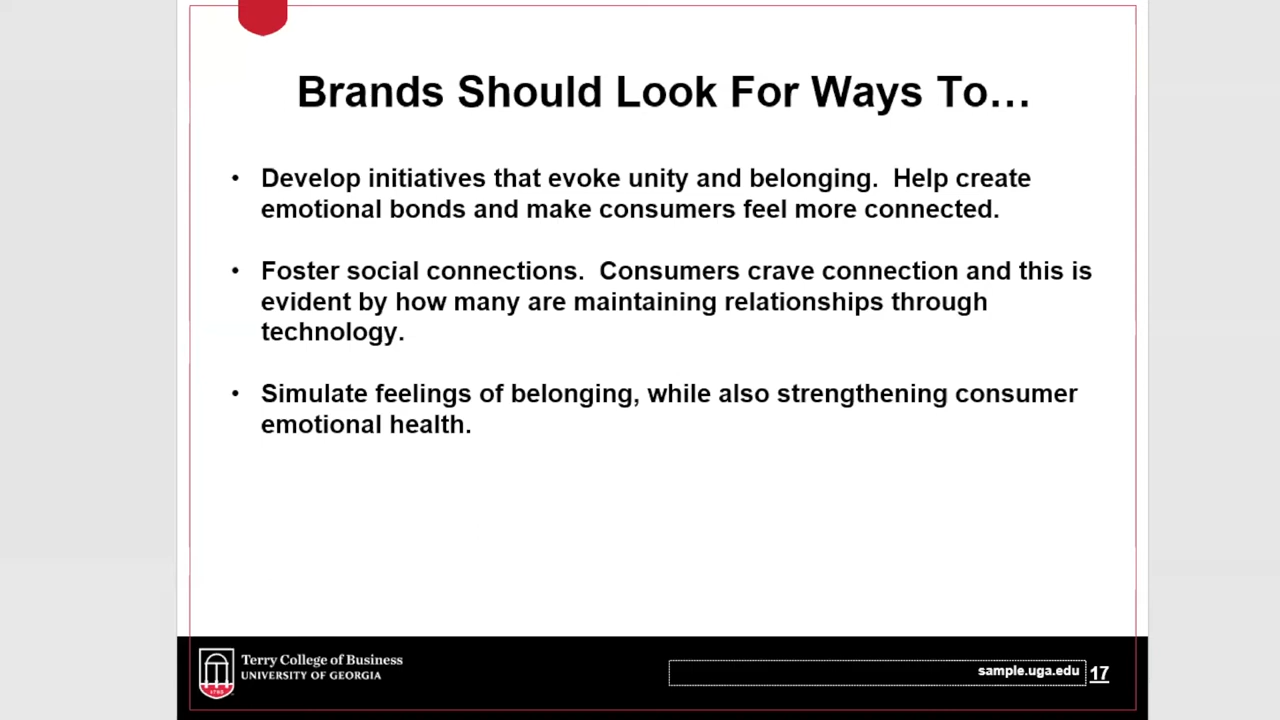 Brands Should Look For Ways To…
• Develop initiatives that evoke unity and belonging.  Help create
emotional bonds and make consumers feel more connected.
• Foster social connections.  Consumers crave connection and this is
evident by how many are maintaining relationships through
technology.
• Simulate feelings of belonging, while also strengthening consumer
emotional health.
Terry College of Business
UNIVERSITY OF GEORGIA
1785
sample.uga.edu 17